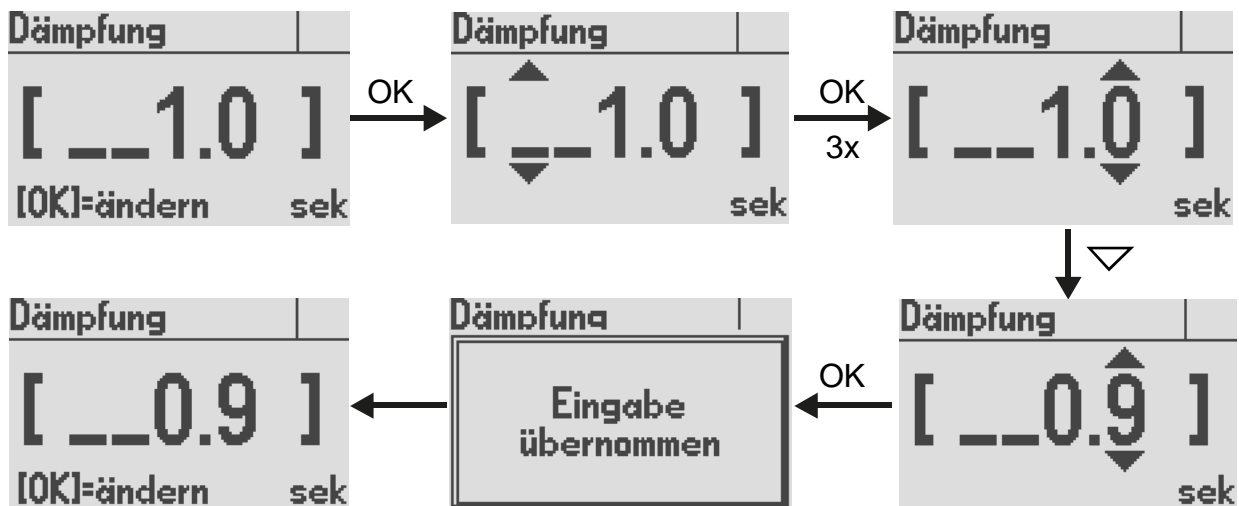 Dämpfung
[ __1.0 ]
[OK]=ändern sek
OK
Dämpfung
[ __1.0 ]
sek
OK
3x
Dämpfung
[ __1.0 ]
sek
Dämpfung
[ __0.9 ]
sek
OK
Dämpfung
Eingabe
übernommen
Dämpfung
[ __0.9 ]
[OK]=ändern sek